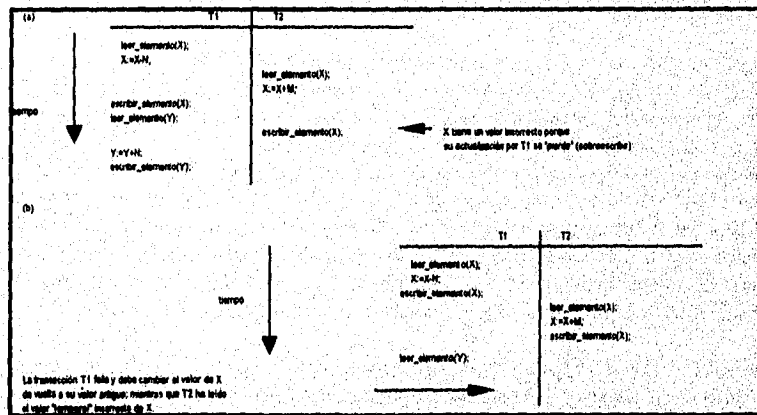 (a)
T1 T2
leer_elemento(X);
X:=X-N;
leer_elemento(X);
X:=X+M;
tiempo
escribir_elemento(X);
leer_elemento(Y);
escribir_elemento(X);
X tiene un valor incorrecto porque
su actualización por T1 se "pierde" (sobreescribir)
Y:=Y+N;
escribir_elemento(Y);
(b)
T1 T2
leer_elemento(X);
X:=X-N;
escribir_elemento(X);
tiempo
leer_elemento(X);
X:=X+M;
escribir_elemento(X);
leer_elemento(Y);
La transacción T1 falla y debe cambiar el valor de X
de vuelta a su valor antiguo; mientras que T2 ha leído
el valor "temporal" incorrecto de X.